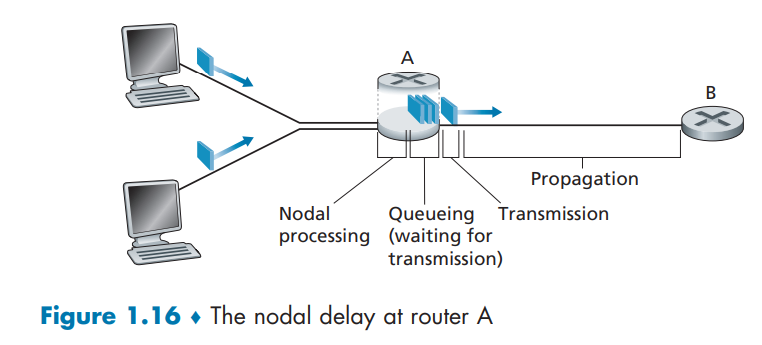 A
B
Propagation
Nodal
processing
Queueing
(waiting for
transmission)
Transmission
Figure 1.16 ♦ The nodal delay at router A